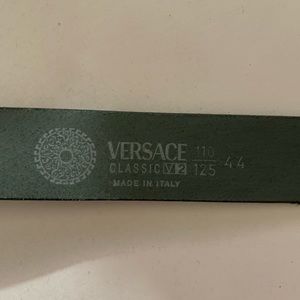 VERSACE 110
CLASSIC V2 125 44
MADE IN ITALY